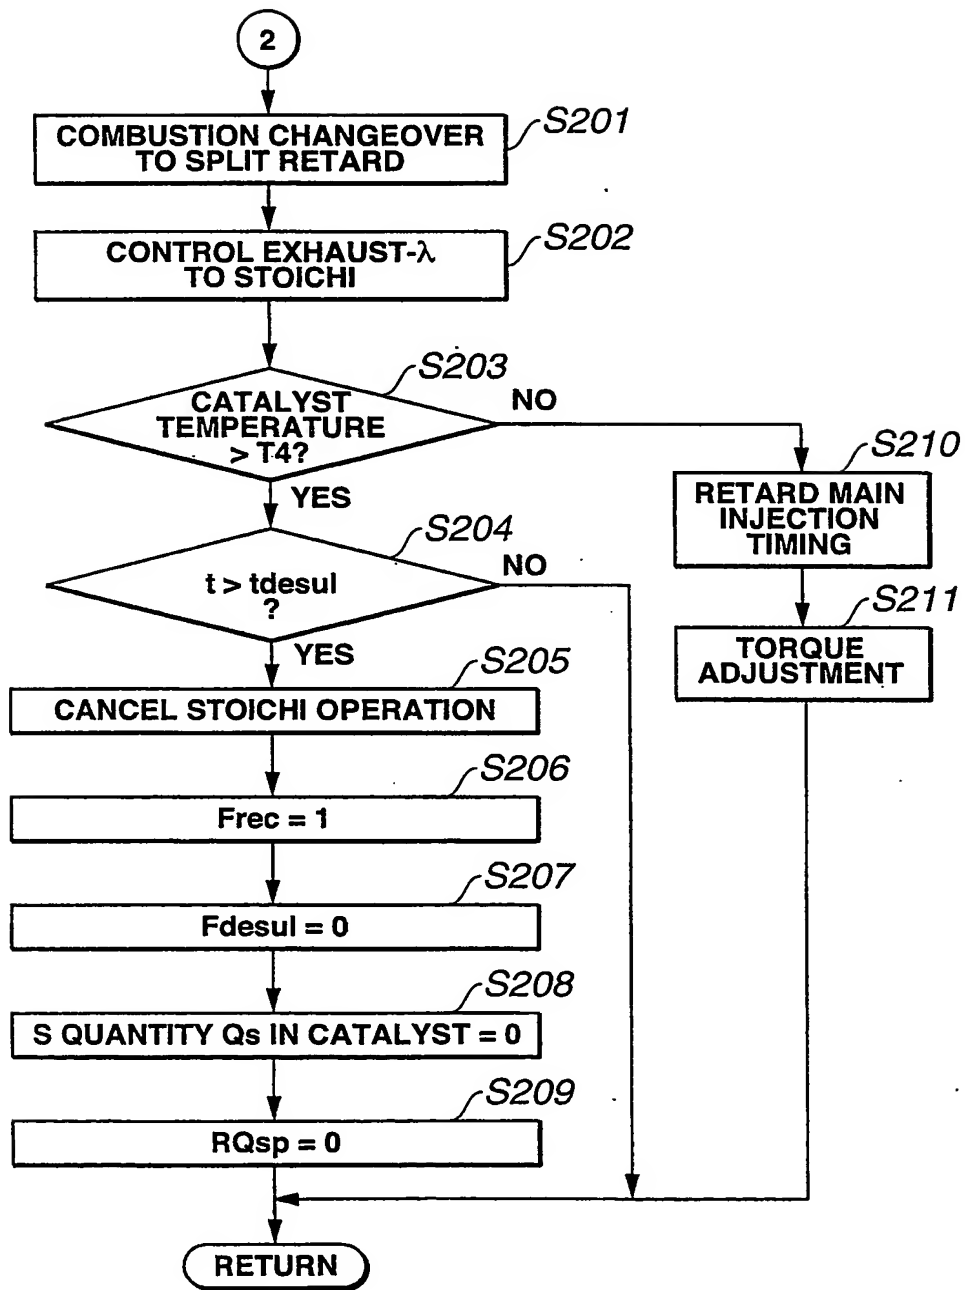 2
COMBUSTION CHANGEOVER
TO SPLIT RETARD
S201
CONTROL EXHAUST-λ
TO STOICHI
S202
CATALYST
TEMPERATURE
> T4?
S203
NO
YES
RETARD MAIN
INJECTION
TIMING
S210
t > tdesul
?
S204
NO
YES
TORQUE
ADJUSTMENT
S211
CANCEL STOICHI OPERATION
S205
Frec = 1
S206
Fdesul = 0
S207
S QUANTITY Qs IN CATALYST = 0
S208
RQsp = 0
S209
RETURN